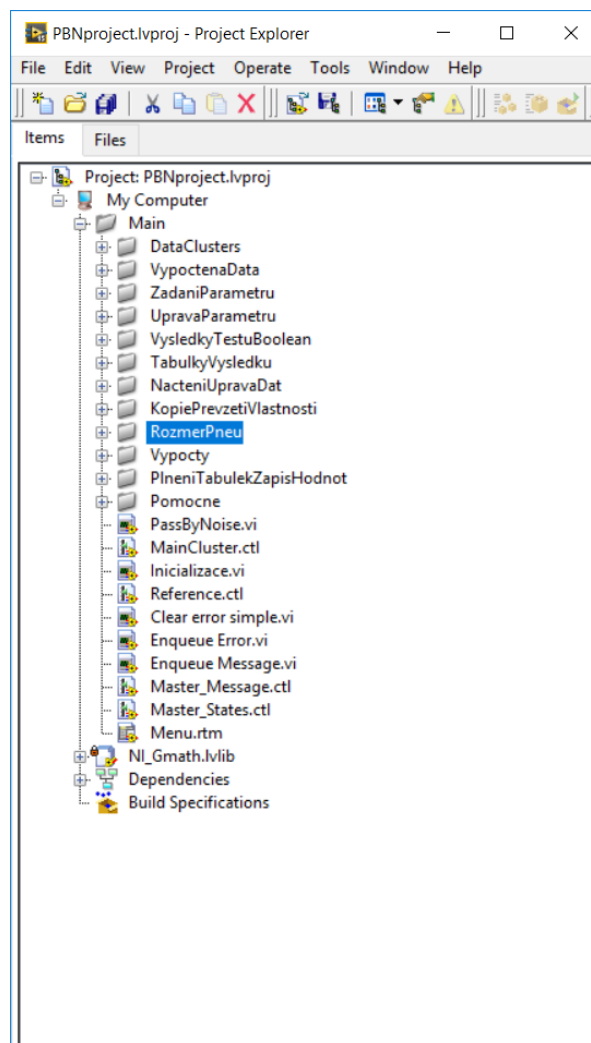 PBNproject.lvproj - Project Explorer
File Edit View Project Operate Tools Window Help
Items Files
Project: PBNproject.lvproj
My Computer
Main
DataClusters
VypoctenaData
ZadaniParametru
UpravaParametru
VysledkyTestuBoolean
TabulkyVysledku
NacteniUpravaDat
KopiePrevzetiVlastnosti
RozmerPneu
Vypocty
PlneniTabulekZapisHodnot
Pomocne
PassByNoise.vi
MainCluster.ctl
Inicializace.vi
Reference.ctl
Clear error simple.vi
Enqueue Error.vi
Enqueue Message.vi
Master_Message.ctl
Master_States.ctl
Menu.rtm
NI_Gmath.lvlib
Dependencies
Build Specifications